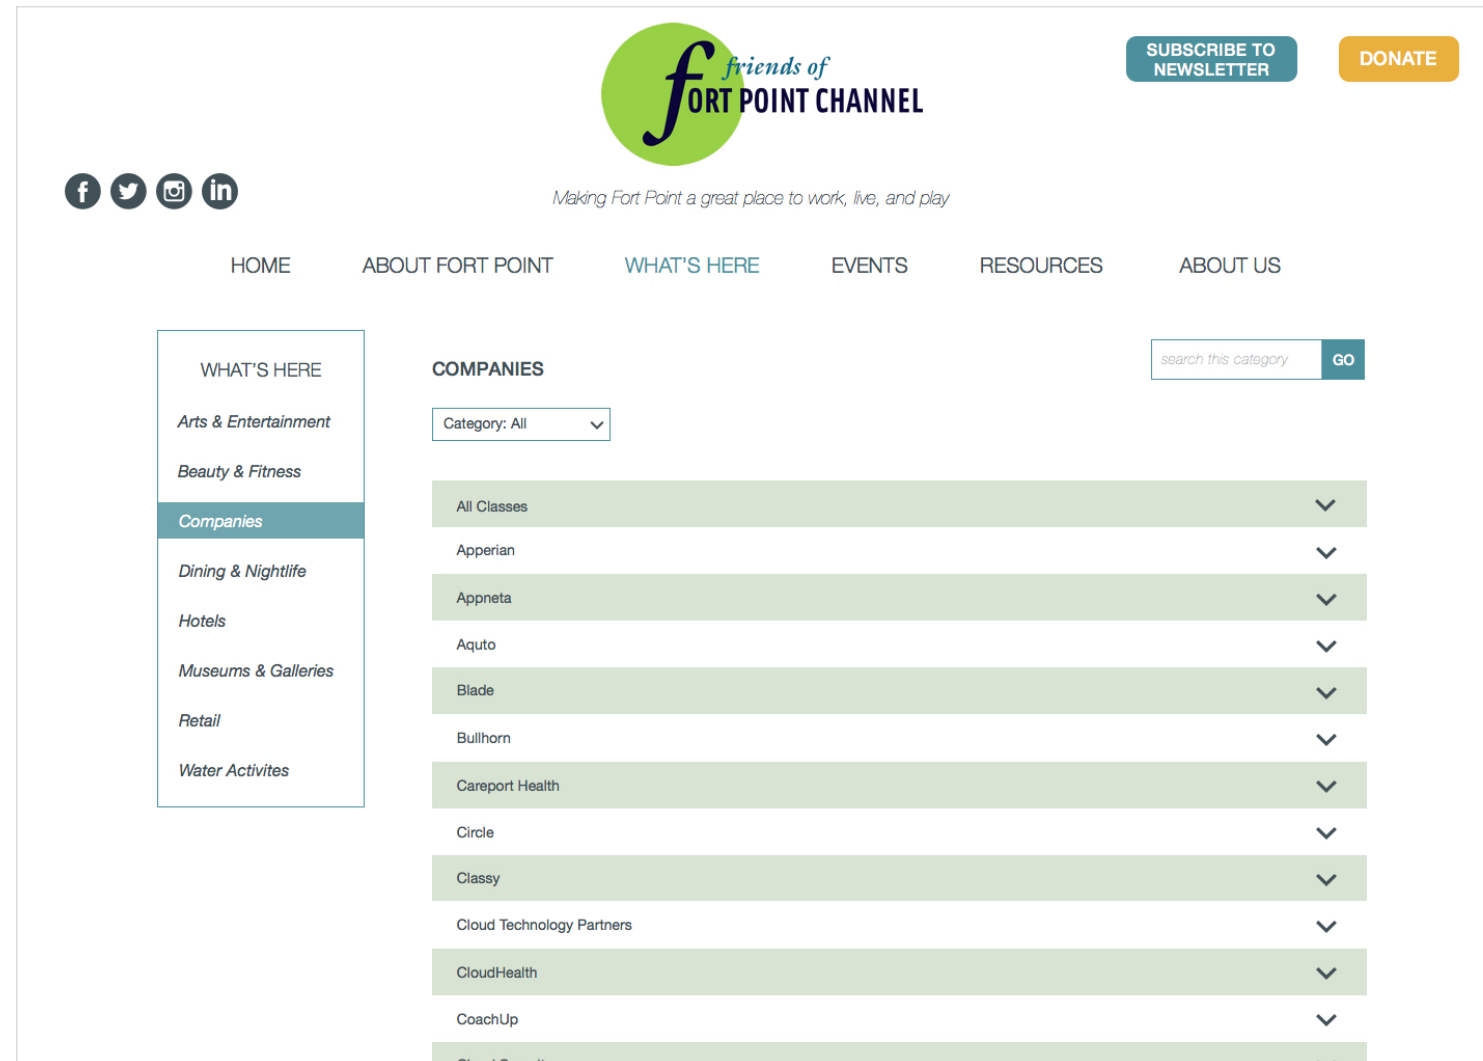 friends of
FORT POINT CHANNEL
SUBSCRIBE TO
NEWSLETTER
DONATE
Making Fort Point a great place to work, live, and play
HOME
ABOUT FORT POINT
WHAT'S HERE
EVENTS
RESOURCES
ABOUT US
WHAT'S HERE
Arts & Entertainment
Beauty & Fitness
Companies
Dining & Nightlife
Hotels
Museums & Galleries
Retail
Water Activites
COMPANIES
search this category
GO
Category: All
All Classes
Apperian
Appneta
Aquto
Blade
Bullhorn
Careport Health
Circle
Classy
Cloud Technology Partners
CloudHealth
CoachUp